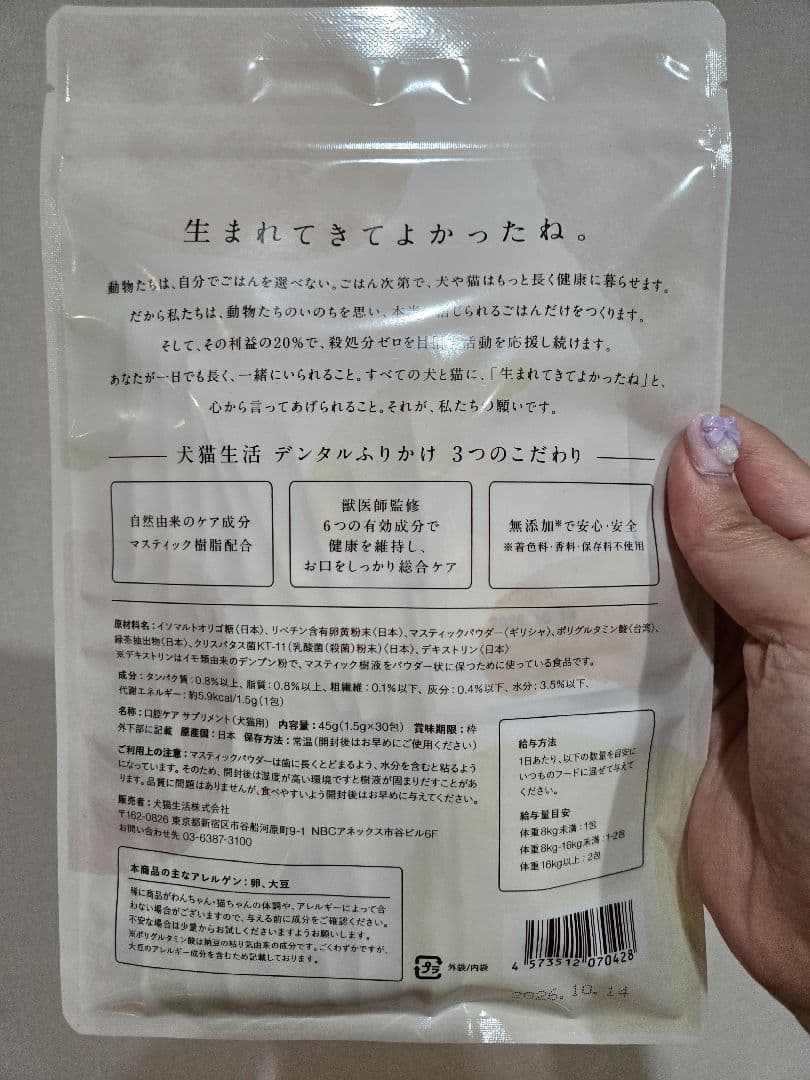 生まれてきてよかったね。
動物たちは、自分でごはんを選べない。ごはん次第で、犬や猫はもっと長く健康に暮らせます。
だから私たちは、動物たちのいのちを思い、本当に信じられるごはんだけをつくります。
そして、その利益の20%で、殺処分ゼロを目指す活動を応援し続けます。
あなたが一日でも長く、一緒にいられること。すべての犬と猫に、「生まれてきてよかったね」と、
心から言ってあげられること。それが、私たちの願いです。
犬猫生活 デンタルふりかけ 3つのこだわり
自然由来のケア成分
マスティック樹脂配合
獣医師監修
6つの有効成分で
健康を維持し、
お口をしっかり総合ケア
無添加※で安心・安全
※着色料・香料・保存料不使用
原材料名：イソマルトオリゴ糖（日本）、リベチン含有卵黄粉末（日本）、マスティックパウダー（ギリシャ）、ポリグルタミン酸（台湾）、
緑茶抽出物（日本）、クリスパタス菌KT-11（乳酸菌（殺菌）粉末）（日本）、デキストリン（日本）
※デキストリンはイモ類由来のデンプン粉で、マスティック樹液をパウダー状に保つために使っている食品です。
成分：タンパク質：0.8%以上、脂質：0.8%以上、粗繊維：0.1%以下、灰分：0.4%以下、水分：3.5%以下、
代謝エネルギー：約5.9kcal/1.5g（1包）
名称：口腔ケア サプリメント（犬猫用） 内容量：45g（1.5g×30包） 賞味期限：枠
外下部に記載 原産国：日本 保存方法：常温（開封後はお早めにご使用ください）
ご利用上の注意：マスティックパウダーは歯に長くとどまるよう、水分を含むと粘るよう
になっています。そのため、開封後は湿度が高い環境ですと樹液が固まりだすことがあ
ります。品質に問題はありませんが、食べやすいよう開封後はお早めに与えてください。
販売者：犬猫生活株式会社
〒162-0826 東京都新宿区市谷船河原町9-1 NBCアネックス市谷ビル6F
お問い合わせ先 03-6387-3100
給与方法
1日あたり、以下の数量を目安に
いつものフードに混ぜて与えて
ください。
給与量目安
体重8kg未満：1包
体重8kg-16kg未満：1-2包
体重16kg以上：2包
本商品の主なアレルゲン：卵、大豆
稀に商品がわんちゃん・猫ちゃんの体調や、アレルギーによって合
わない場合がございますので、与える前に成分をご確認ください。
不安な場合は少量からお試しくださいますようお願いします。
※ポリグルタミン酸は納豆の粘り気由来の成分です。ごくわずかですが、
大豆のアレルギー成分を含むため記載しております。
プラ 外袋/内袋
4 573512 070428
2026.10.14